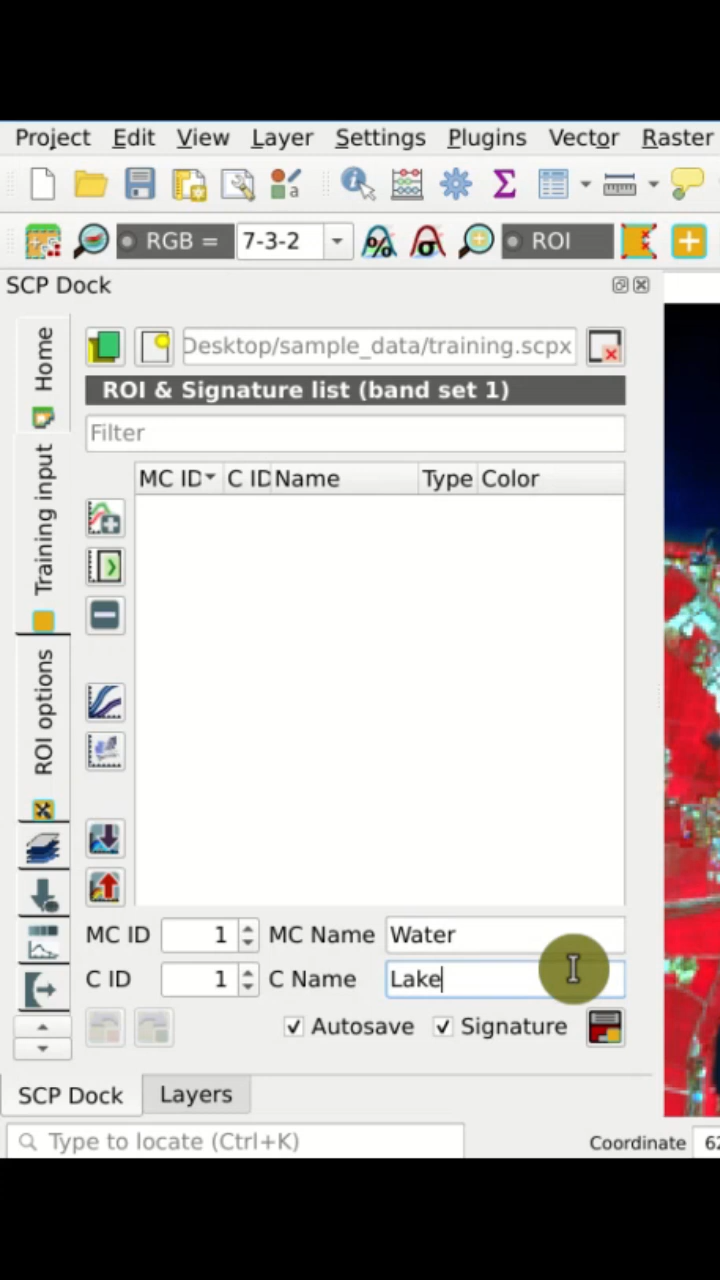 Project Edit View Layer Settings Plugins Vector Raster
RGB = 7-3-2 ROI
SCP Dock
Home
Training input
ROI options
Desktop/sample_data/training.scpx
ROI & Signature list (band set 1)
Filter
MC ID C ID Name Type Color
MC ID 1 MC Name Water
C ID 1 C Name Lake
Autosave Signature
SCP Dock Layers
Type to locate (Ctrl+K) Coordinate 62